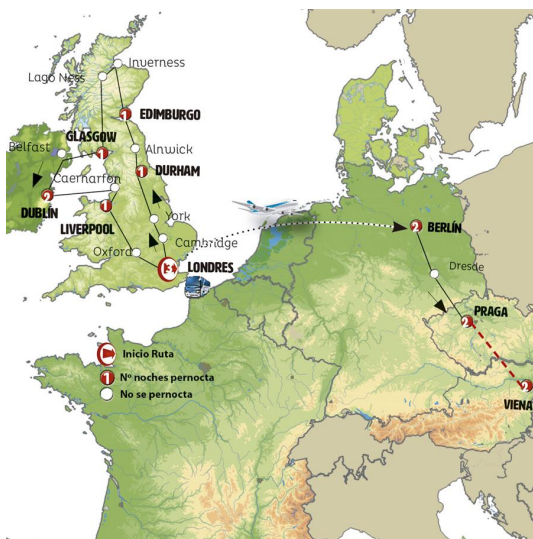 Inverness
Lago Ness
EDIMBURGO
1
GLASGOW
1
Alnwick
Belfast
1
DURHAM
Caernarfon
2
DUBLÍN
1
LIVERPOOL
York
Cambridge
Oxford
3
LONDRES
2
BERLÍN
Dresde
PRAGA
2
2
VIENA
Inicio Ruta
1
Nº noches pernocta
No se pernocta